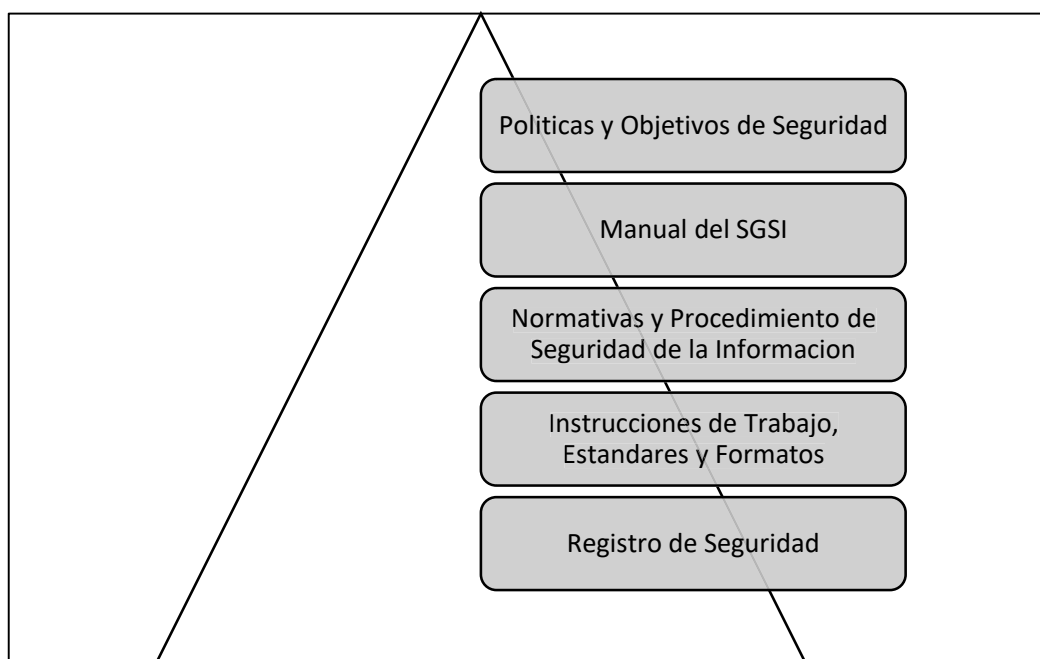 Politicas y Objetivos de Seguridad
Manual del SGSI
Normativas y Procedimiento de
Seguridad de la Informacion
Instrucciones de Trabajo,
Estandares y Formatos
Registro de Seguridad